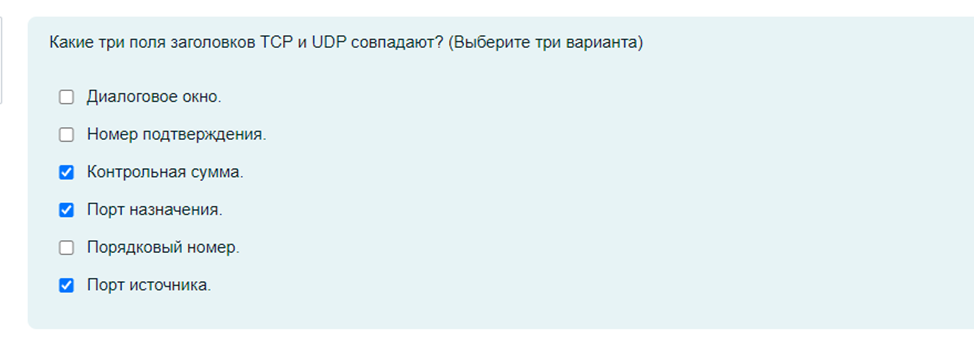 Какие три поля заголовков TCP и UDP совпадают? (Выберите три варианта)
Диалоговое окно.
Номер подтверждения.
Контрольная сумма.
Порт назначения.
Порядковый номер.
Порт источника.